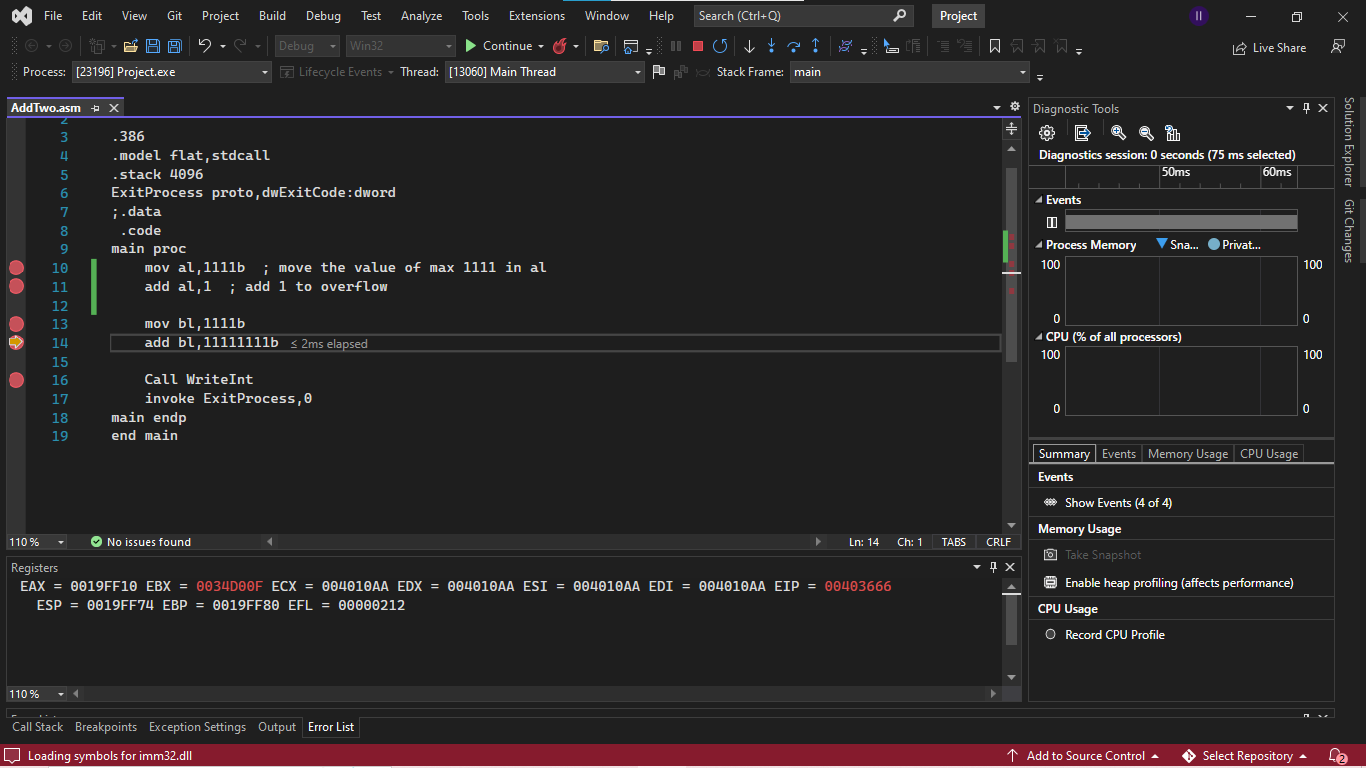 File Edit View Git Project Build Debug Test Analyze Tools Extensions Window Help Search (Ctrl+Q) Project II
Debug Win32 Continue Live Share
Process: [23196] Project.exe Lifecycle Events Thread: [13060] Main Thread Stack Frame: main
AddTwo.asm
2
3 .386
4 .model flat,stdcall
5 .stack 4096
6 ExitProcess proto,dwExitCode:dword
7 ;.data
8 .code
9 main proc
10 mov al,1111b ; move the value of max 1111 in al
11 add al,1 ; add 1 to overflow
12
13 mov bl,1111b
14 add bl,11111111b ≤ 2ms elapsed
15
16 Call WriteInt
17 invoke ExitProcess,0
18 main endp
19 end main
110 % No issues found Ln: 14 Ch: 1 TABS CRLF
Registers
EAX = 0019FF10 EBX = 0034D00F ECX = 004010AA EDX = 004010AA ESI = 004010AA EDI = 004010AA EIP = 00403666
ESP = 0019FF74 EBP = 0019FF80 EFL = 00000212
110 %
Call Stack Breakpoints Exception Settings Output Error List
Loading symbols for imm32.dll Add to Source Control Select Repository 2
Diagnostic Tools
Diagnostics session: 0 seconds (75 ms selected)
50ms 60ms
Events
Process Memory Sna... Privat...
100 100
0 0
CPU (% of all processors)
100 100
0 0
Summary Events Memory Usage CPU Usage
Events
Show Events (4 of 4)
Memory Usage
Take Snapshot
Enable heap profiling (affects performance)
CPU Usage
Record CPU Profile
Solution Explorer
Git Changes